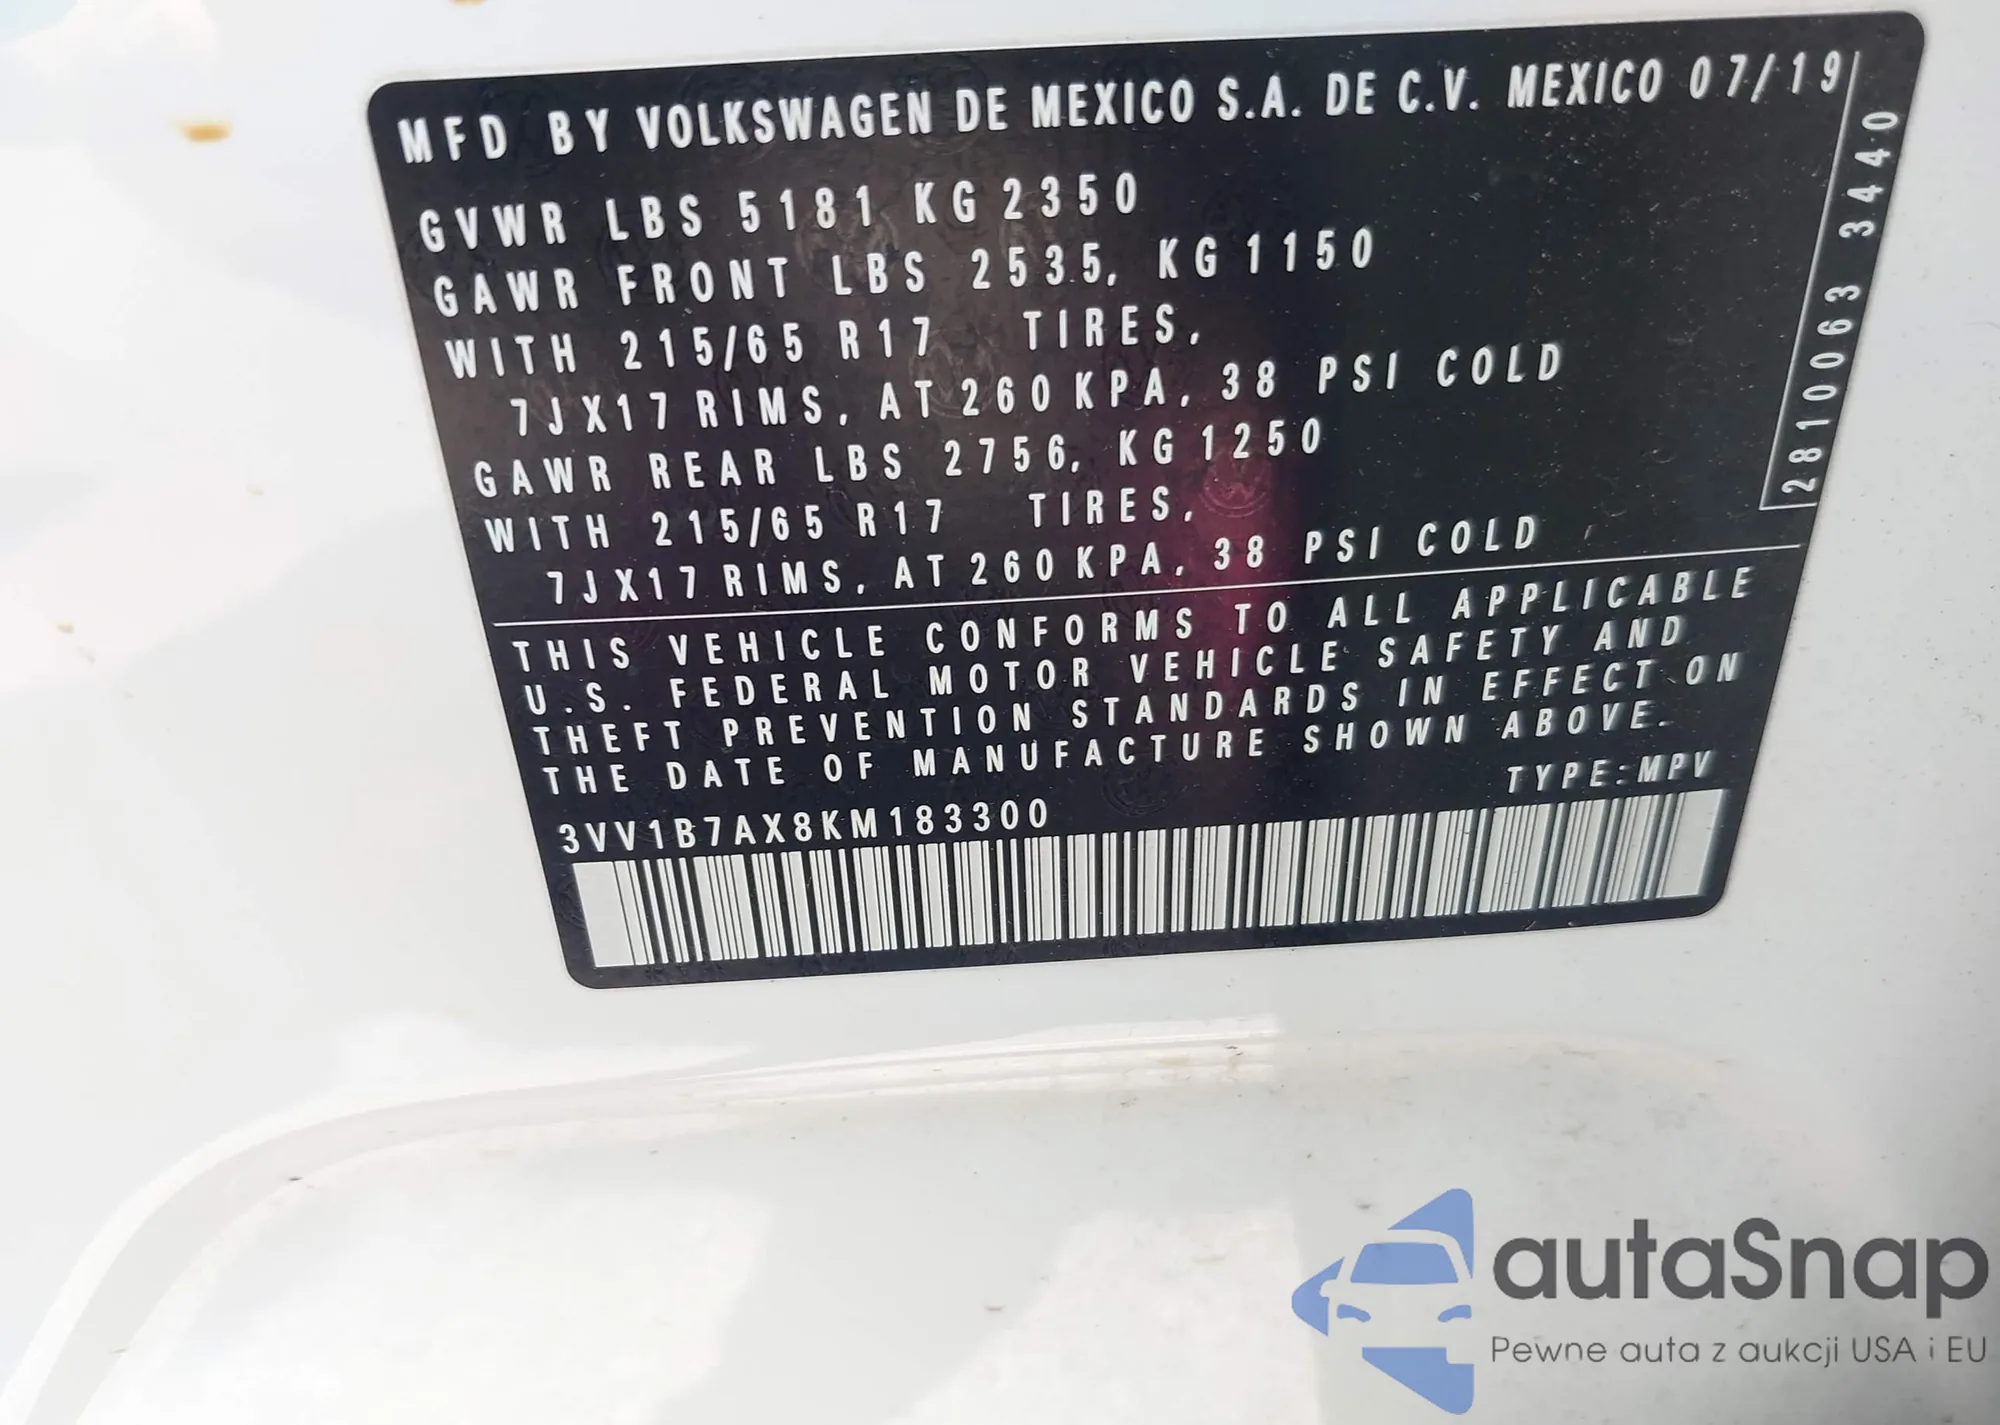 MFD BY VOLKSWAGEN DE MEXICO S.A. DE C.V. MEXICO 07/19
GVWR LBS 5181 KG 2350
GAWR FRONT LBS 2535, KG 1150
WITH 215/65 R17 TIRES,
7JX17 RIMS, AT 260 KPA, 38 PSI COLD
GAWR REAR LBS 2756, KG 1250
WITH 215/65 R17 TIRES,
7JX17 RIMS, AT 260 KPA, 38 PSI COLD
2810063 3440
THIS VEHICLE CONFORMS TO ALL APPLICABLE
U.S. FEDERAL MOTOR VEHICLE SAFETY AND
THEFT PREVENTION STANDARDS IN EFFECT ON
THE DATE OF MANUFACTURE SHOWN ABOVE.
TYPE:MPV
3VV1B7AX8KM183300
autaSnap
Pewne auta z aukcji USA i EU